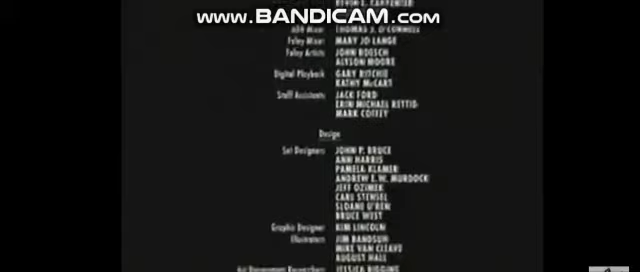 www.BANDICAM.com
KEVIN E. CARPENTER
ADR Mixer THOMAS J. O'CONNELL
Foley Mixer MARY JO LANGE
Foley Artists JOHN ROESCH
ALYSON MOORE
Digital Playback GARY RITCHIE
KATHY McCART
Staff Assistants JACK FORD
ERIN MICHAEL RETTIG
MARK COFFEY
Design
Set Designers JOHN P. BRUCE
ANN HARRIS
PAMELA KLAMER
ANDREW E.W. MURDOCK
JEFF OZIMEK
CARL STENSEL
SLOANE U'REN
BRUCE WEST
Graphic Designer KIM LINCOLN
Illustrators JIM BANDSUH
MIKE VAN CLEAVE
AUGUST HALL
JESSICA